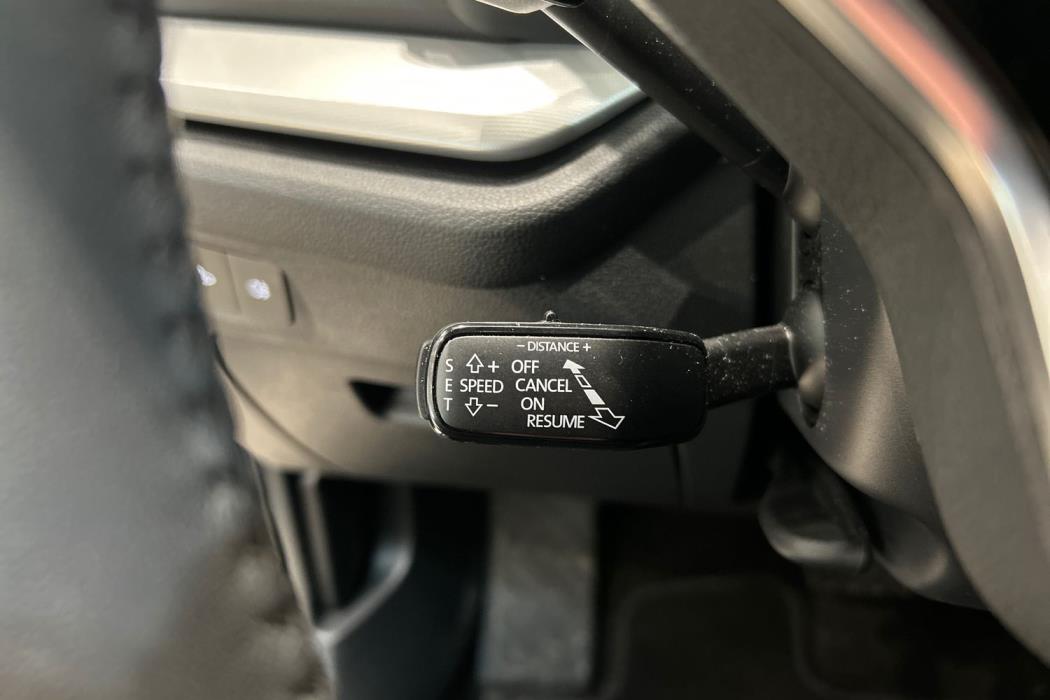 − DISTANCE +
S + OFF
E SPEED CANCEL
T − ON
RESUME